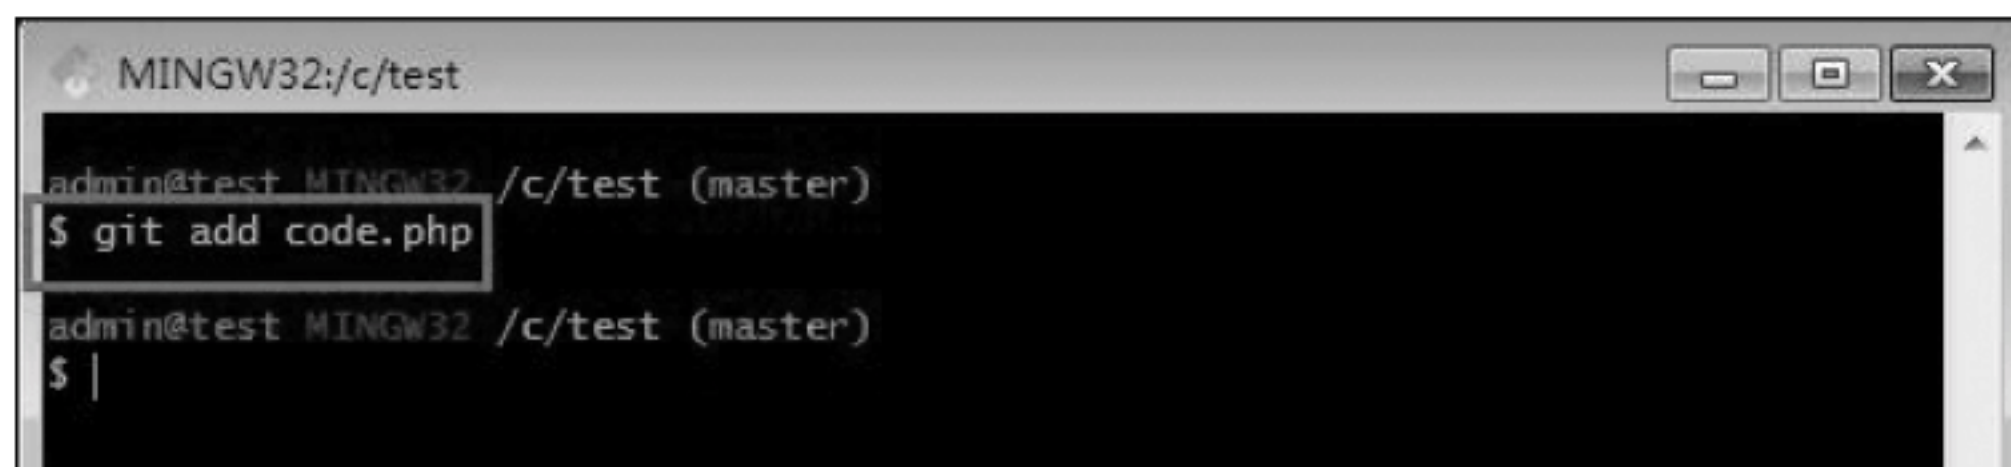 MINGW32:/c/test
admin@test MINGW32 /c/test (master)
$ git add code.php
admin@test MINGW32 /c/test (master)
$